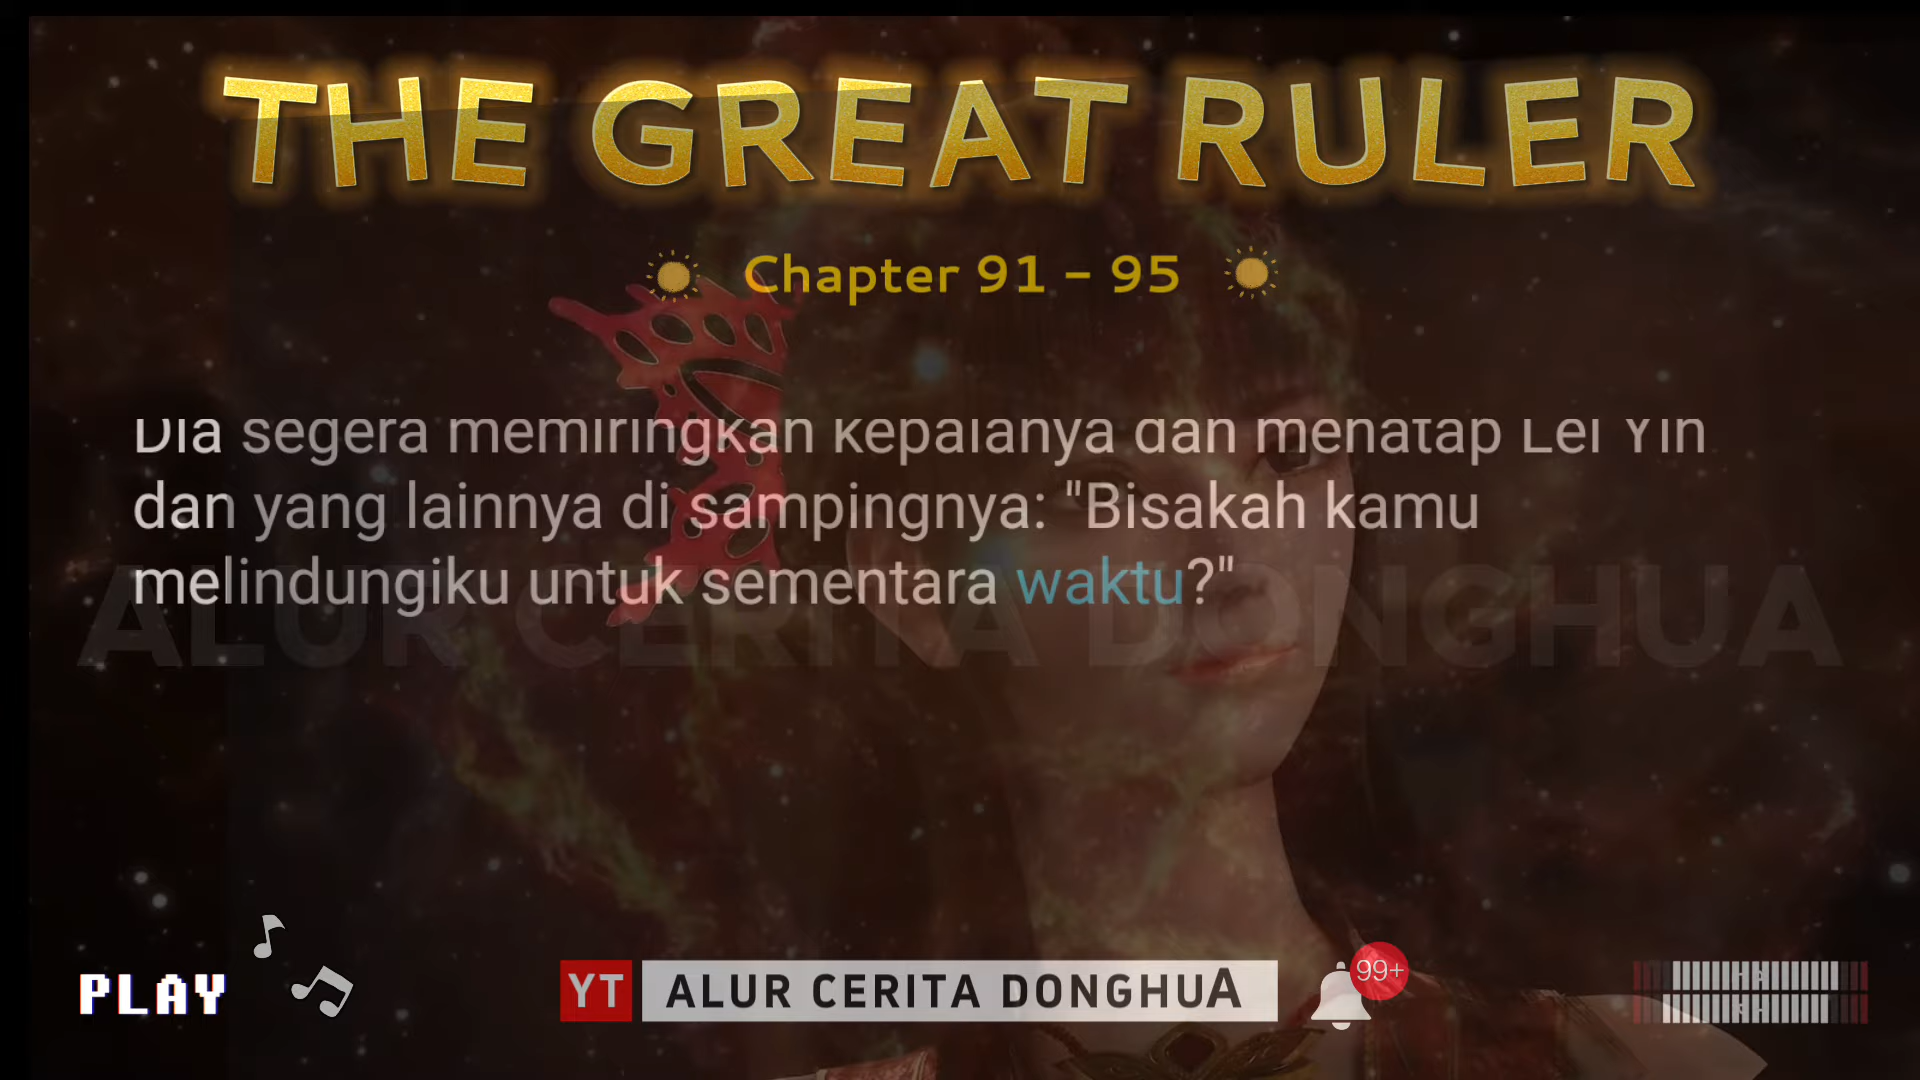 THE GREAT RULER
Chapter 91 - 95
Dia segera memiringkan kepalanya dan menatap Lei Yin
dan yang lainnya di sampingnya: "Bisakah kamu
melindungiku untuk sementara waktu?"
ALUR CERITA DONGHUA
PLAY
YT ALUR CERITA DONGHUA
99+